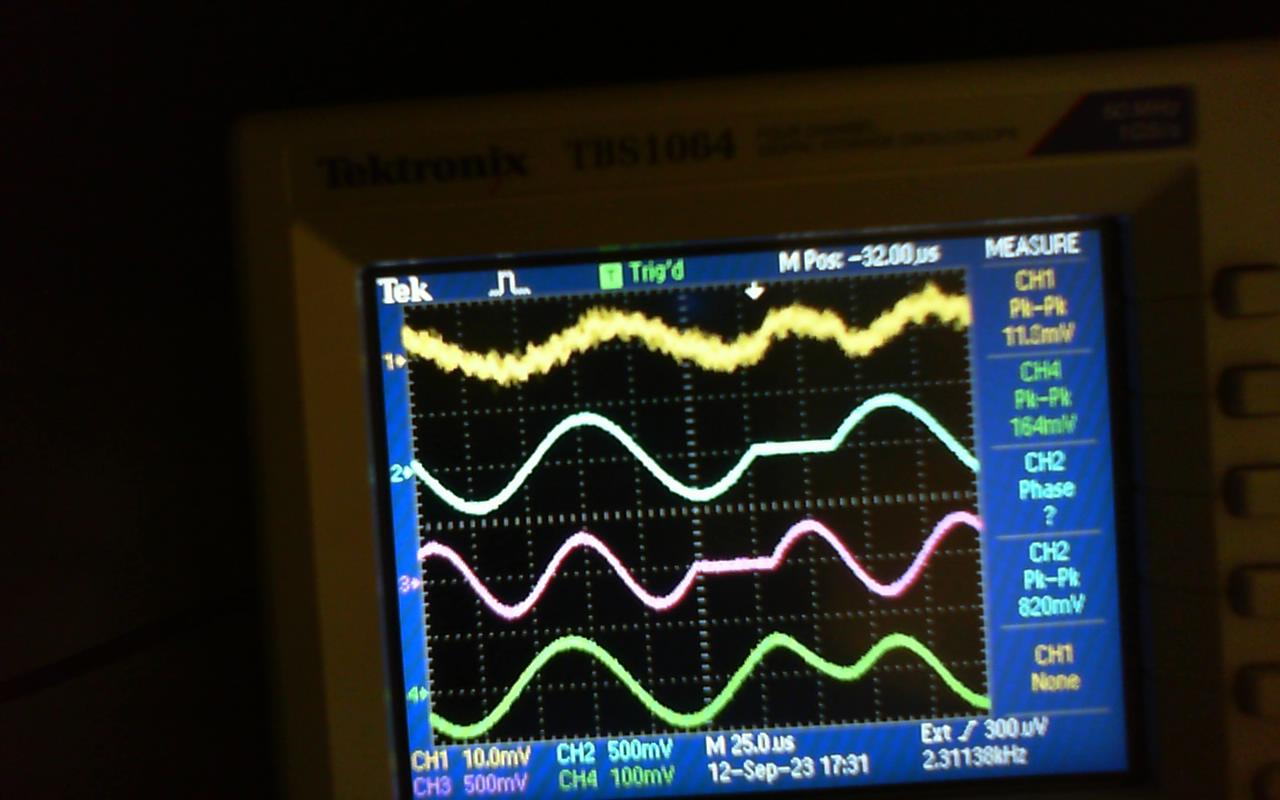 Tektronix TBS1064
Tek Trig'd M Pos: -32.00us MEASURE
CH1
Pk-Pk
CH4
Pk-Pk
164mV
CH2
Phase
?
CH2
Pk-Pk
820mV
CH1
None
1
2
3
4
CH1 10.0mV CH2 500mV M 25.0us Ext 300uV
CH3 500mV CH4 100mV 12-Sep-23 17:31 2.31138kHz